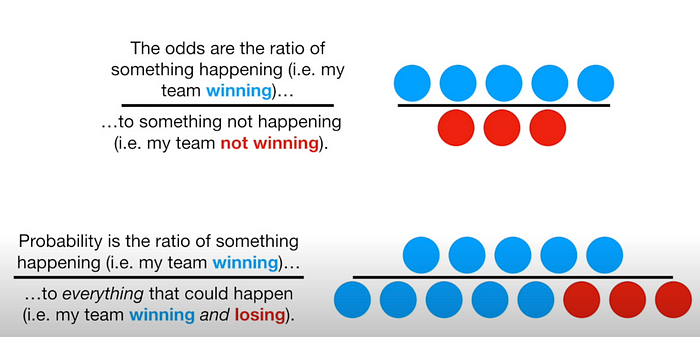 The odds are the ratio of
something happening (i.e. my
team winning)…
…to something not happening
(i.e. my team not winning).
Probability is the ratio of something
happening (i.e. my team winning)…
…to everything that could happen
(i.e. my team winning and losing).